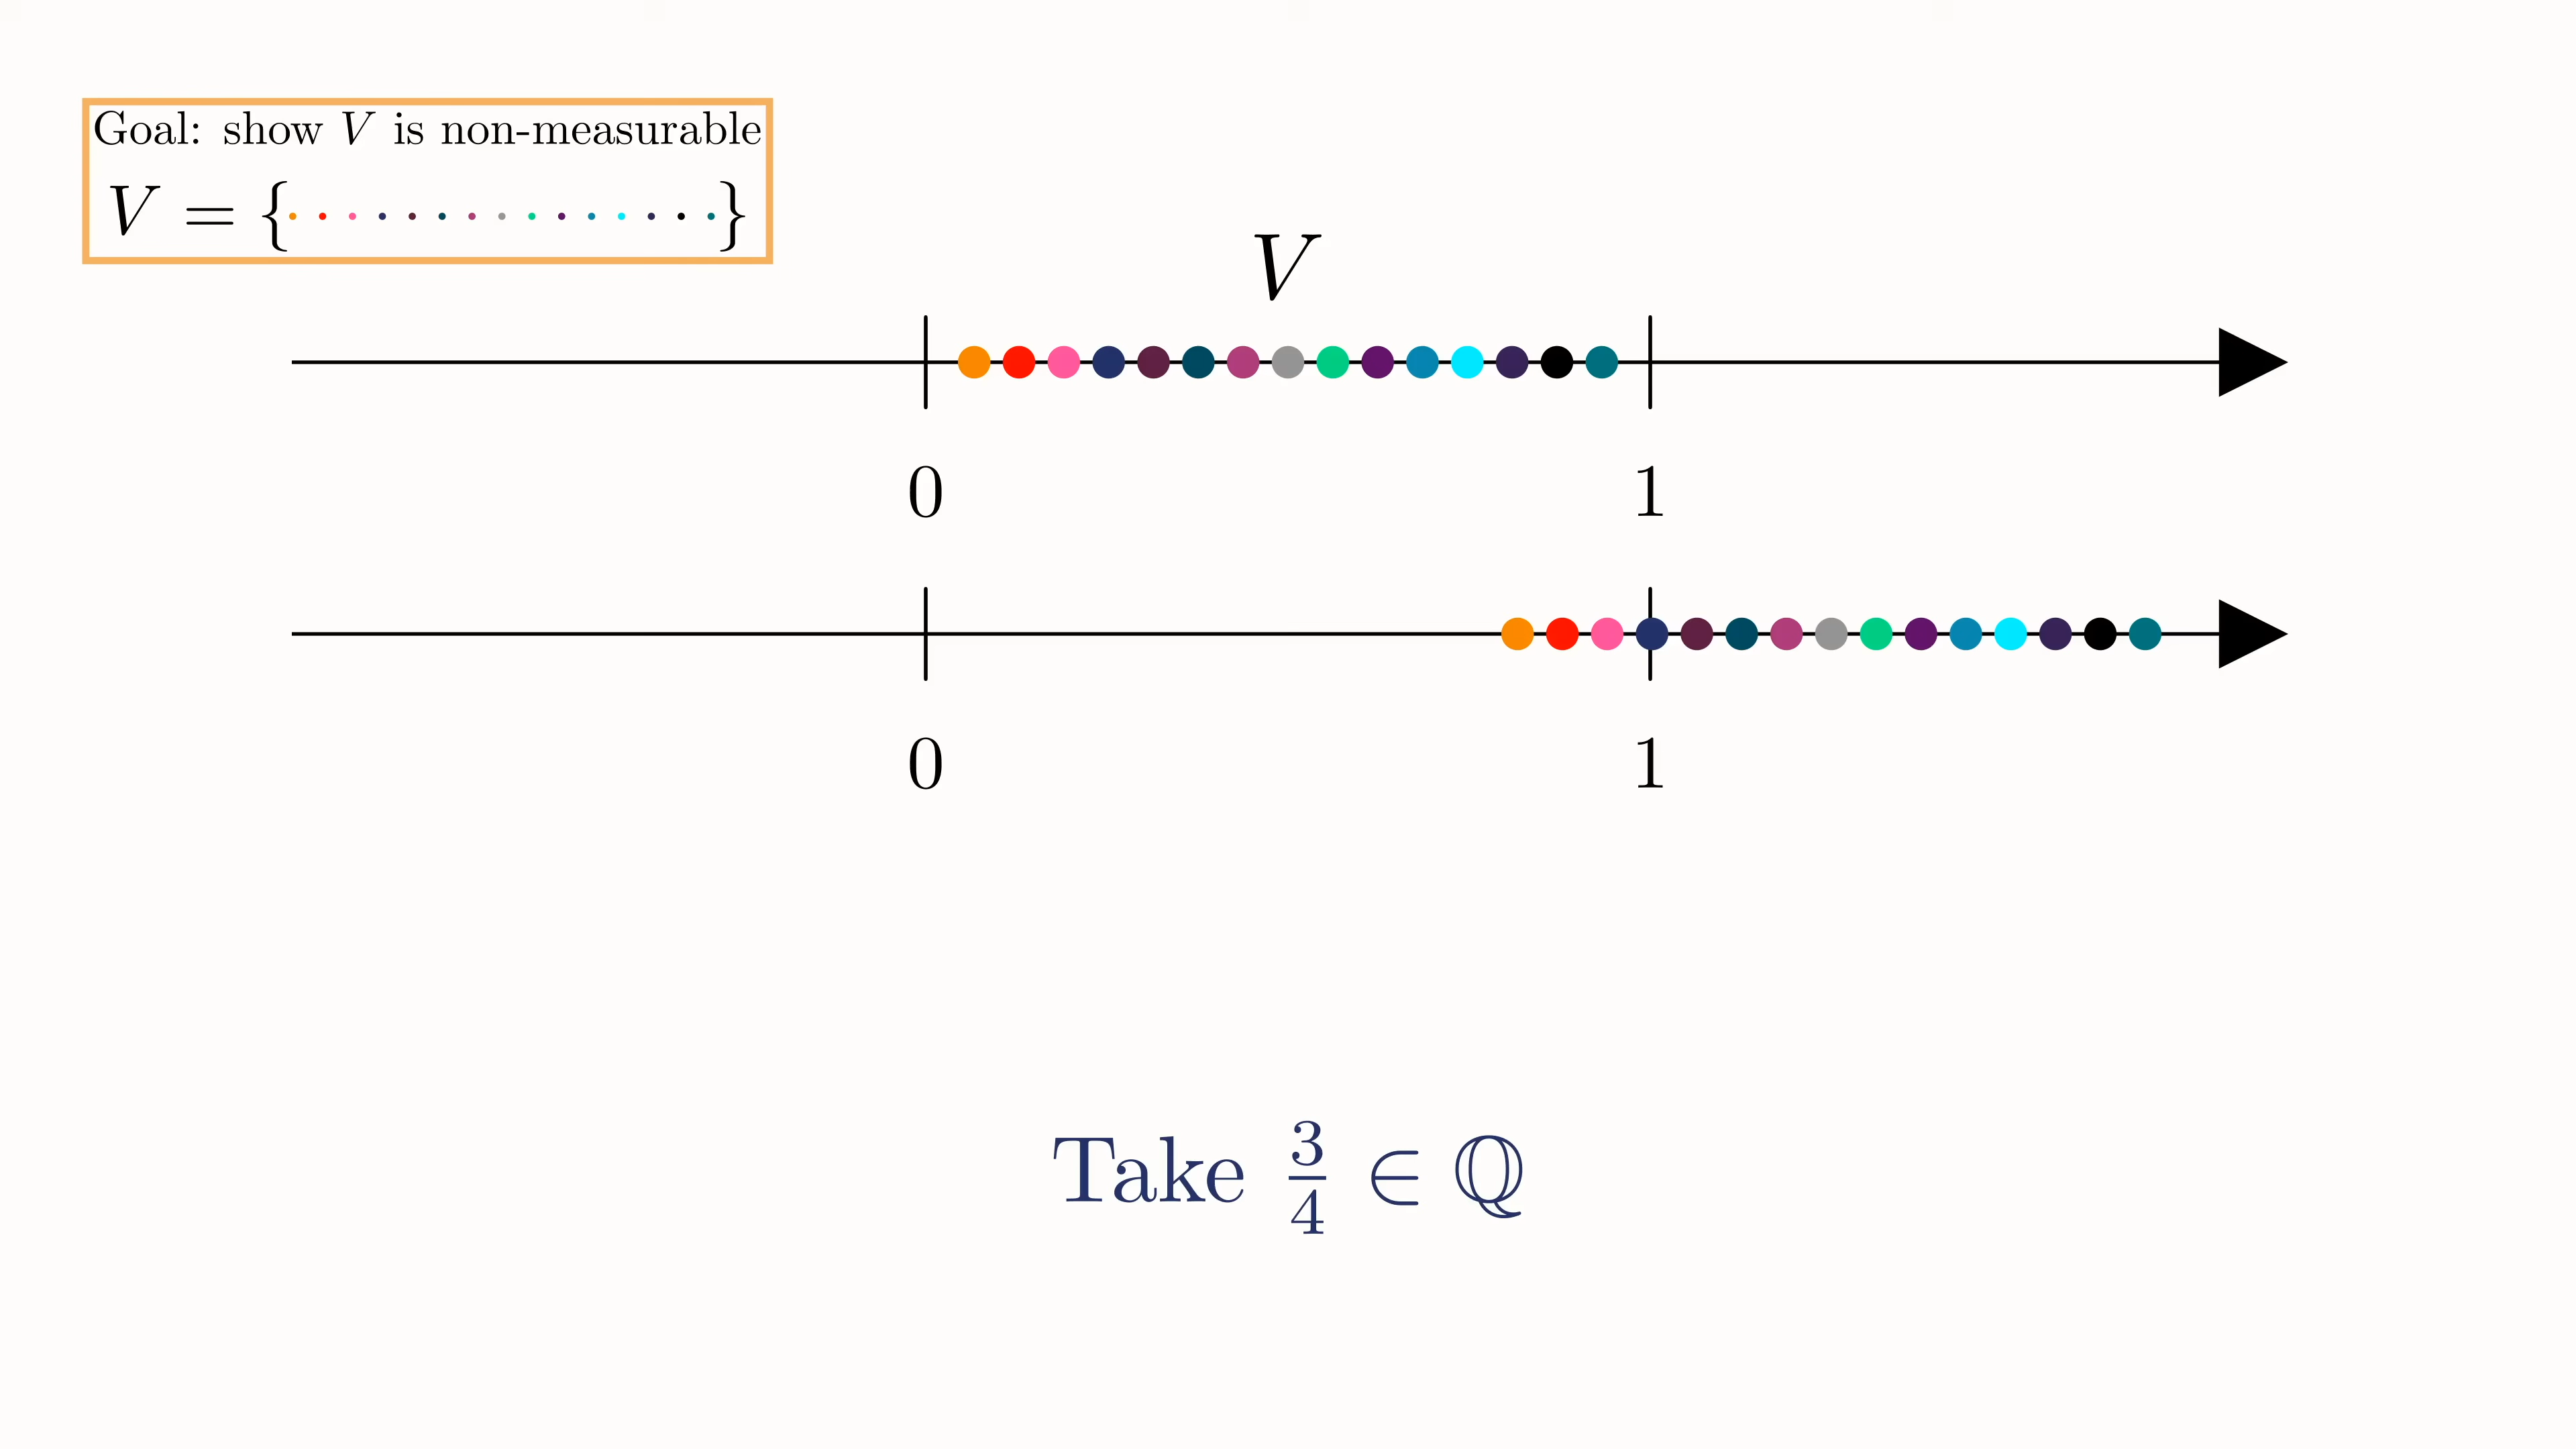 Goal: show V is non-measurable
V = { }
V
0 1
0 1
Take 3/4 ∈ ℚ